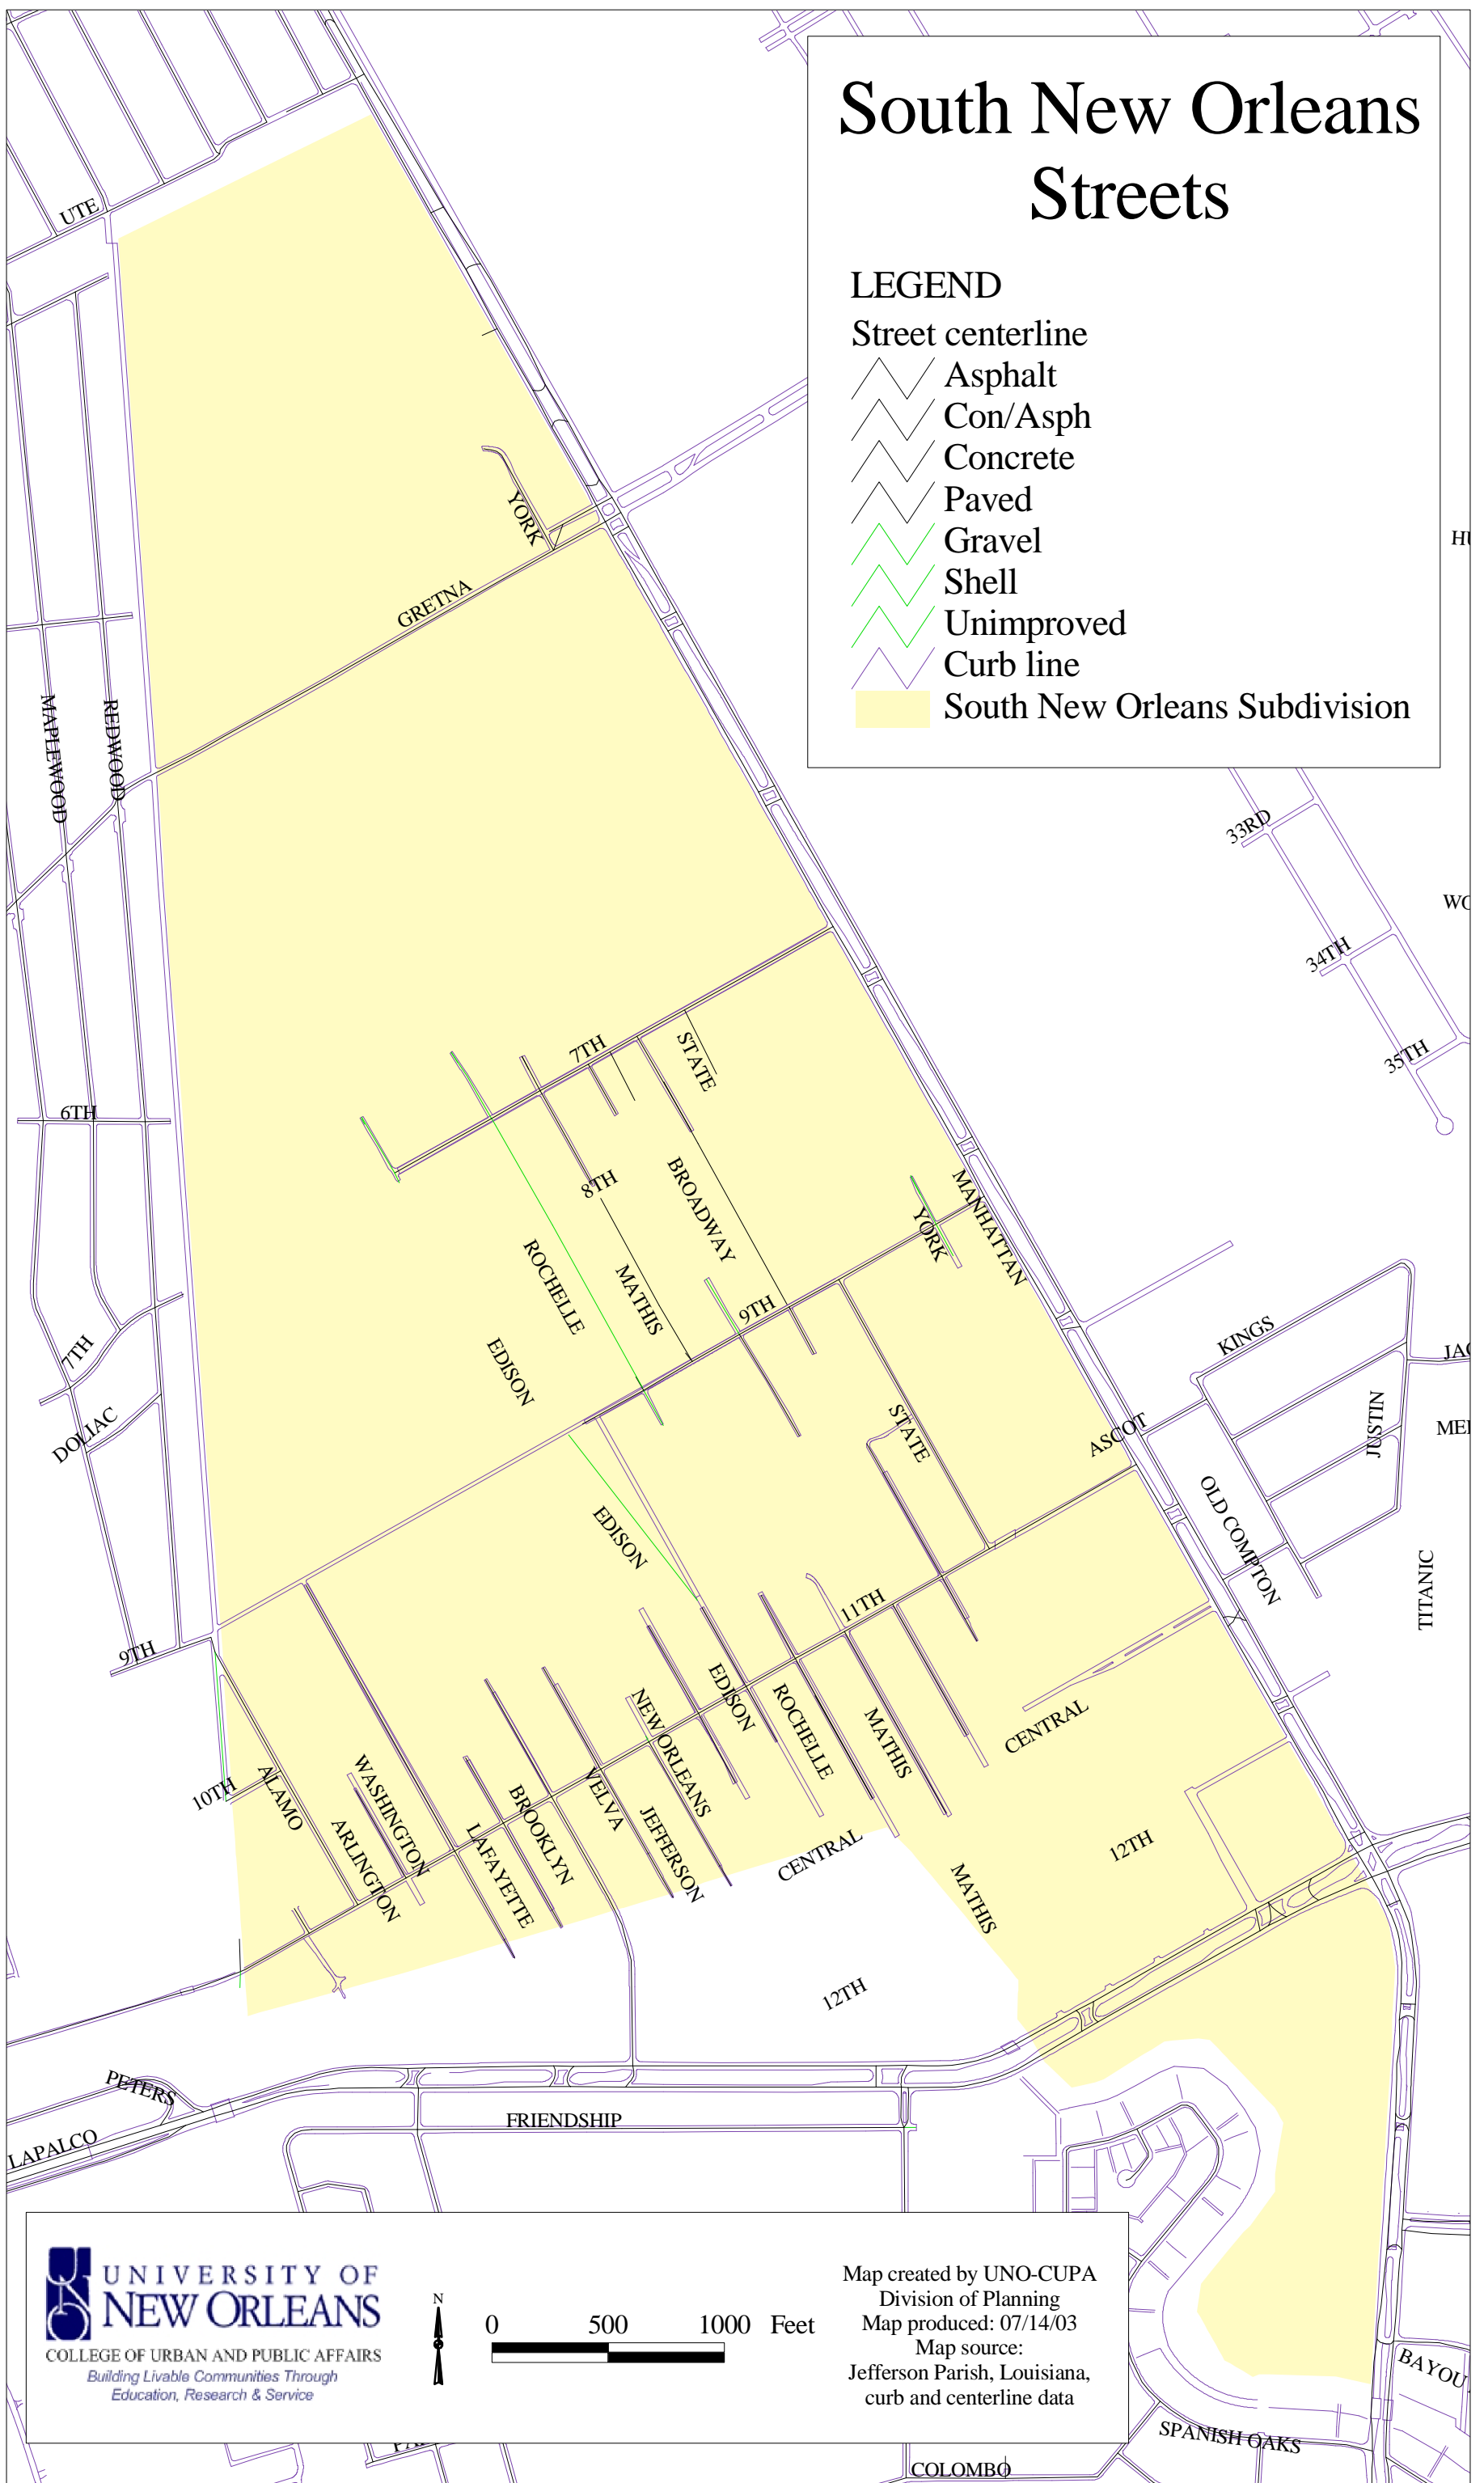 South New Orleans
Streets
LEGEND
Street centerline
Asphalt
Con/Asph
Concrete
Paved
Gravel
Shell
Unimproved
Curb line
South New Orleans Subdivision
UTE
YORK
GRETNA
MAPLEWOOD
REDWOOD
33RD
34TH
35TH
7TH
STATE
6TH
8TH
BROADWAY
YORK
MANHATTAN
ROCHELLE
MATHIS
9TH
EDISON
7TH
DOLIAC
KINGS
JUSTIN
STATE
ASCOT
OLD COMPTON
TITANIC
EDISON
11TH
9TH
EDISON
NEW ORLEANS
ROCHELLE
MATHIS
CENTRAL
10TH
ALAMO
WASHINGTON
ARLINGTON
LAFAYETTE
BROOKLYN
VELVA
JEFFERSON
CENTRAL
12TH
MATHIS
12TH
PETERS
LAPALCO
FRIENDSHIP
UNIVERSITY OF
NEW ORLEANS
COLLEGE OF URBAN AND PUBLIC AFFAIRS
Building Livable Communities Through
Education, Research & Service
N
0 500 1000 Feet
Map created by UNO-CUPA
Division of Planning
Map produced: 07/14/03
Map source:
Jefferson Parish, Louisiana,
curb and centerline data
BAYOU
SPANISH OAKS
COLOMBO